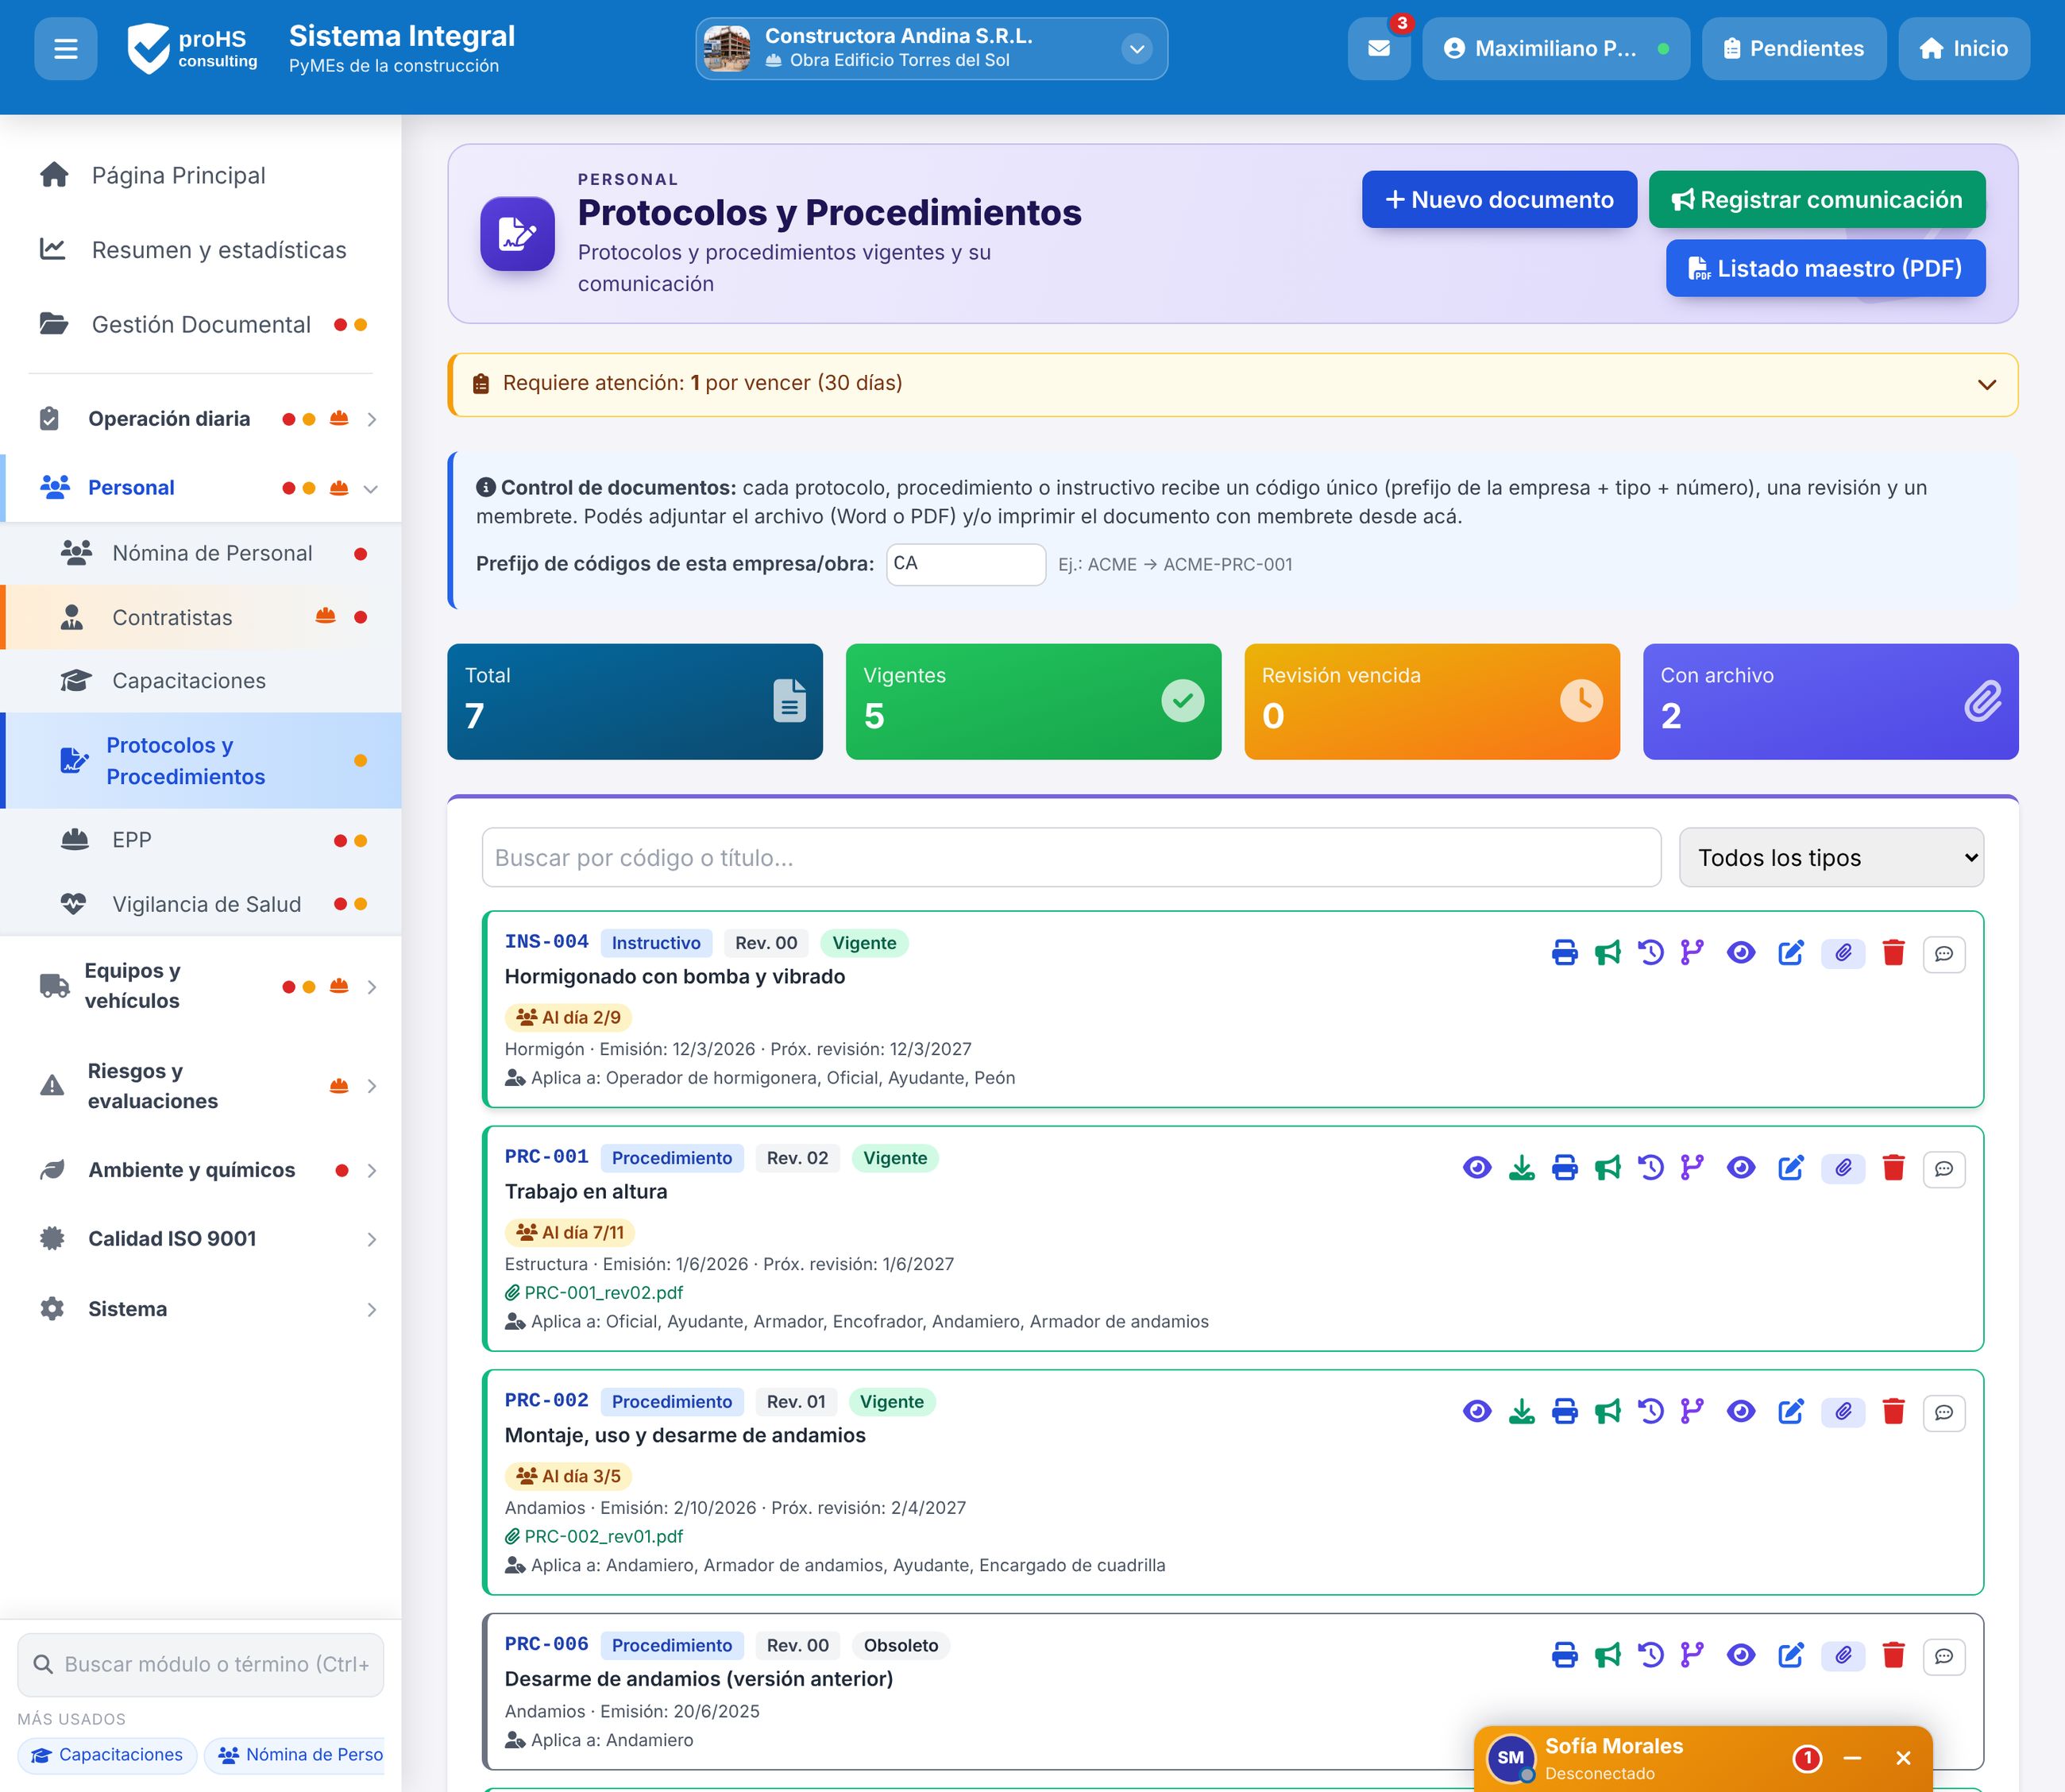 proHS
consulting
Sistema Integral
PyMEs de la construcción
Constructora Andina S.R.L.
Obra Edificio Torres del Sol
3
Maximiliano P...
Pendientes
Inicio
Página Principal
Resumen y estadísticas
Gestión Documental
Operación diaria
Personal
Nómina de Personal
Contratistas
Capacitaciones
Protocolos y
Procedimientos
EPP
Vigilancia de Salud
Equipos y
vehículos
Riesgos y
evaluaciones
Ambiente y químicos
Calidad ISO 9001
Sistema
Buscar módulo o término (Ctrl+
MÁS USADOS
Capacitaciones
Nómina de Perso
PERSONAL
Protocolos y Procedimientos
Protocolos y procedimientos vigentes y su
comunicación
+ Nuevo documento
Registrar comunicación
PDF Listado maestro (PDF)
Requiere atención: 1 por vencer (30 días)
Control de documentos: cada protocolo, procedimiento o instructivo recibe un código único (prefijo de la empresa + tipo + número), una revisión y un
membrete. Podés adjuntar el archivo (Word o PDF) y/o imprimir el documento con membrete desde acá.
Prefijo de códigos de esta empresa/obra: CA Ej.: ACME → ACME-PRC-001
Total
7
Vigentes
5
Revisión vencida
0
Con archivo
2
Buscar por código o título...
Todos los tipos
INS-004 Instructivo Rev. 00 Vigente
Hormigonado con bomba y vibrado
Al día 2/9
Hormigón · Emisión: 12/3/2026 · Próx. revisión: 12/3/2027
Aplica a: Operador de hormigonera, Oficial, Ayudante, Peón
PRC-001 Procedimiento Rev. 02 Vigente
Trabajo en altura
Al día 7/11
Estructura · Emisión: 1/6/2026 · Próx. revisión: 1/6/2027
PRC-001_rev02.pdf
Aplica a: Oficial, Ayudante, Armador, Encofrador, Andamiero, Armador de andamios
PRC-002 Procedimiento Rev. 01 Vigente
Montaje, uso y desarme de andamios
Al día 3/5
Andamios · Emisión: 2/10/2026 · Próx. revisión: 2/4/2027
PRC-002_rev01.pdf
Aplica a: Andamiero, Armador de andamios, Ayudante, Encargado de cuadrilla
PRC-006 Procedimiento Rev. 00 Obsoleto
Desarme de andamios (versión anterior)
Andamios · Emisión: 20/6/2025
Aplica a: Andamiero
SM
Sofía Morales
Desconectado
1